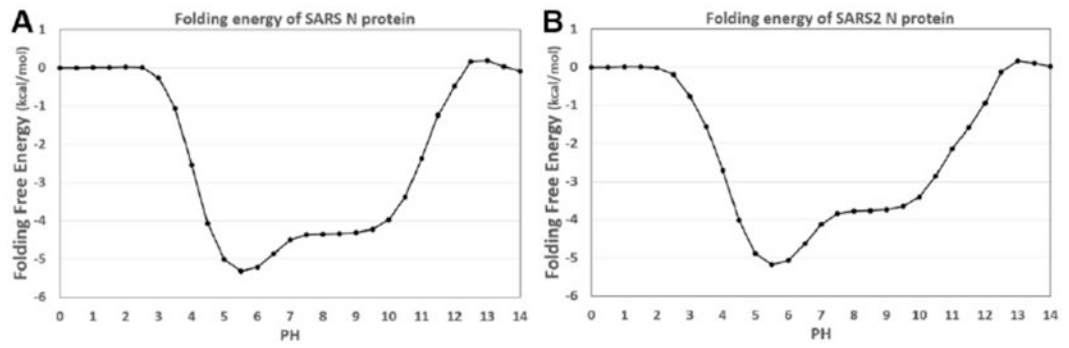 A
Folding energy of SARS N protein
Folding Free Energy (kcal/mol)
1
0
-1
-2
-3
-4
-5
-6
0 1 2 3 4 5 6 7 8 9 10 11 12 13 14
PH
B
Folding energy of SARS2 N protein
Folding Free Energy (kcal/mol)
1
0
-1
-2
-3
-4
-5
-6
0 1 2 3 4 5 6 7 8 9 10 11 12 13 14
PH